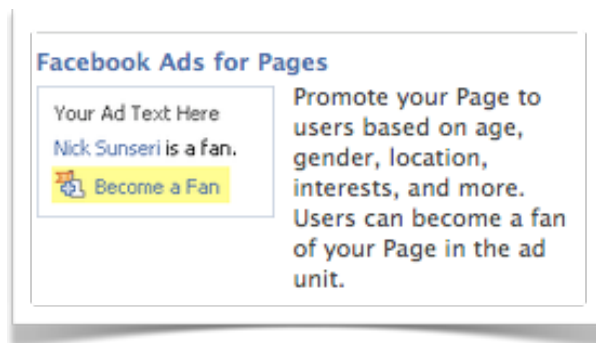 Facebook Ads for Pages
Your Ad Text Here
Nick Sunseri is a fan.
Become a Fan
Promote your Page to
users based on age,
gender, location,
interests, and more.
Users can become a fan
of your Page in the ad
unit.